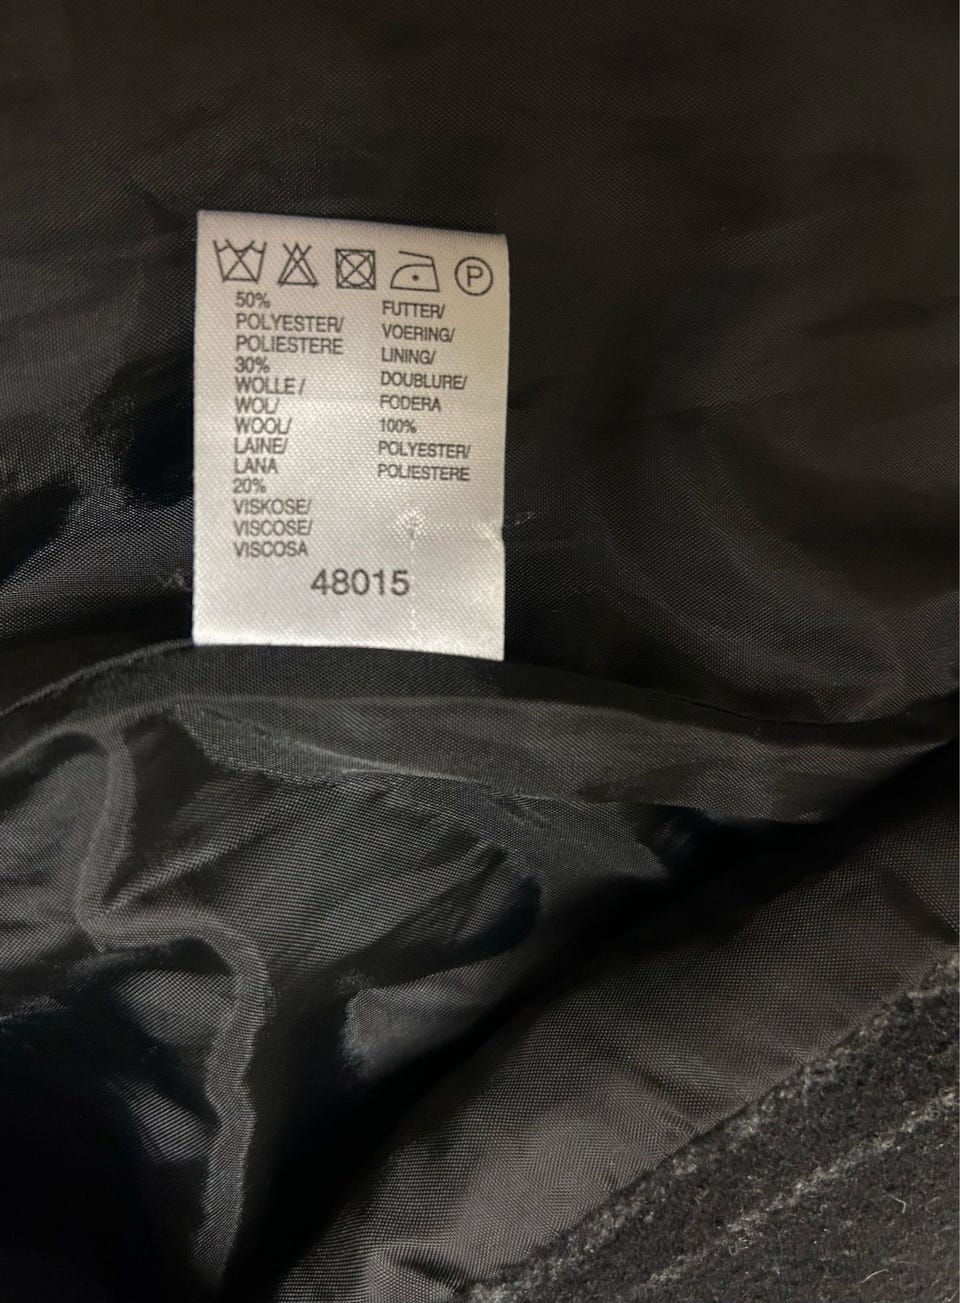 P
50%
POLYESTER/
POLIESTERE
30%
WOLLE/
WOL/
WOOL/
LAINE/
LANA
20%
VISKOSE/
VISCOSE/
VISCOSA
FUTTER/
VOERING/
LINING/
DOUBLURE/
FODERA
100%
POLYESTER/
POLIESTERE
48015